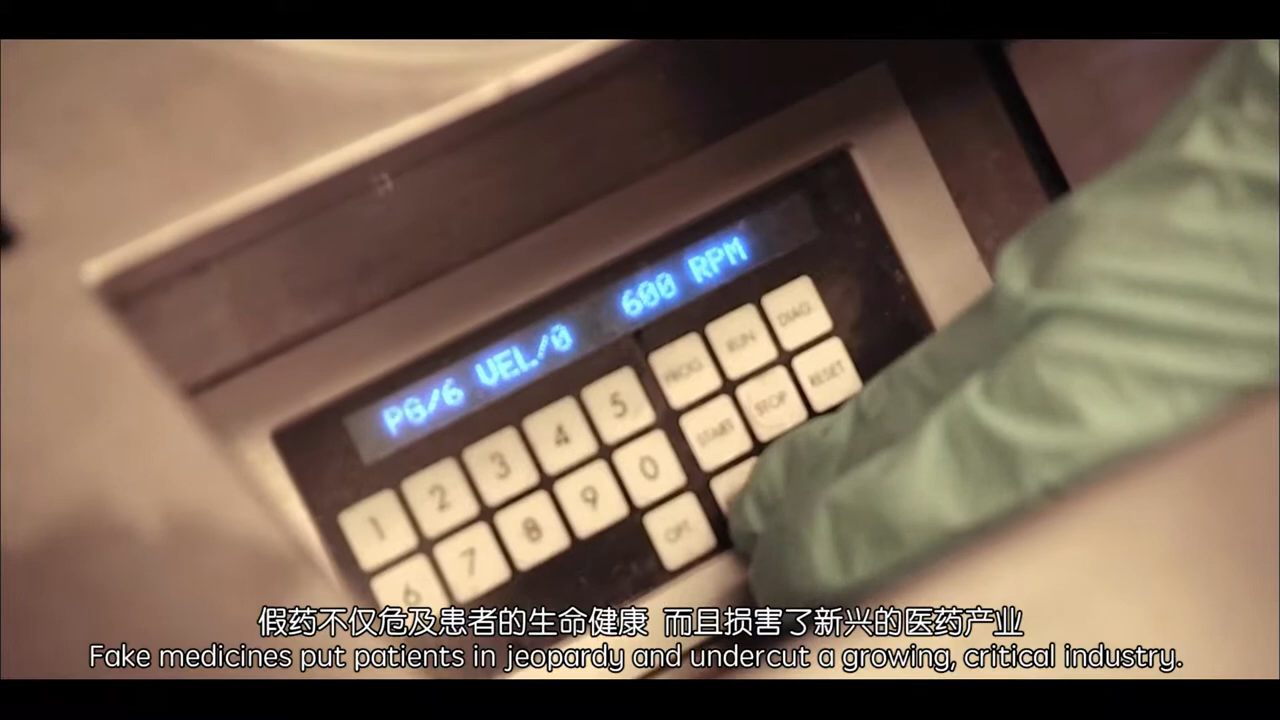 PG/6 VEL/0 600 RPM
1 2 3 4 5 PROG. RUN DIAG.
6 7 8 9 0 START STOP RESET
OPT.
假药不仅危及患者的生命健康 而且损害了新兴的医药产业
Fake medicines put patients in jeopardy and undercut a growing, critical industry.